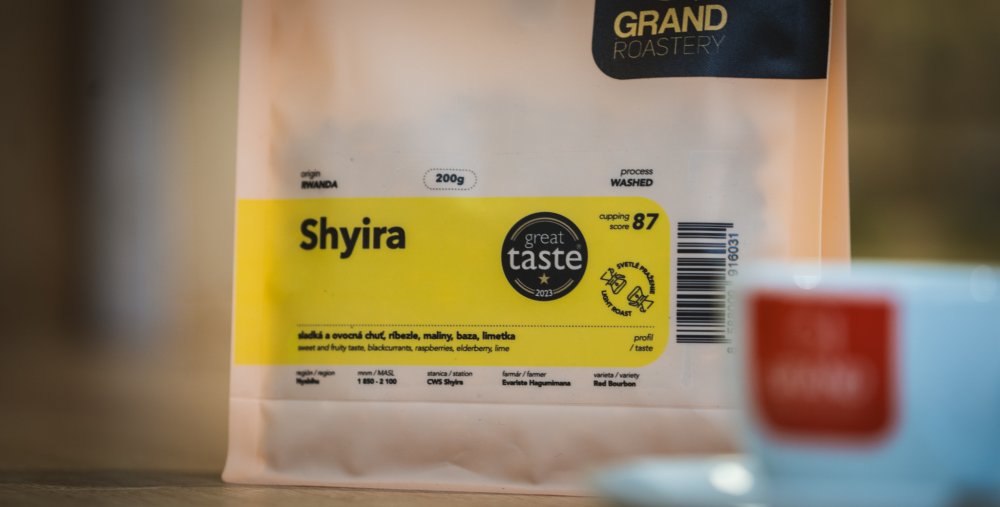 GRAND
ROASTERY
origin
RWANDA
200g
process
WASHED
Shyira
great
taste
2023
cupping
score 87
SVETLÉ PRAŽENIE
LIGHT ROAST
sladká a ovocná chuť, ríbezle, maliny, baza, limetka
sweet and fruity taste, blackcurrants, raspberries, elderberry, lime
profil
/ taste
región / region
Nyabihu
mnm / MASL
1 850 - 2 100
stanica / station
CWS Shyira
farmár / farmer
Evariste Hagumimana
varieta / variety
Red Bourbon
916031